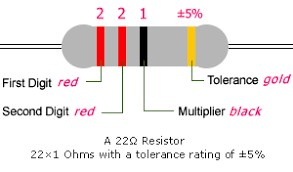 2 2 1 ±5%
First Digit red
Tolerance gold
Second Digit red
Multiplier black
A 22Ω Resistor
22×1 Ohms with a tolerance rating of ±5%